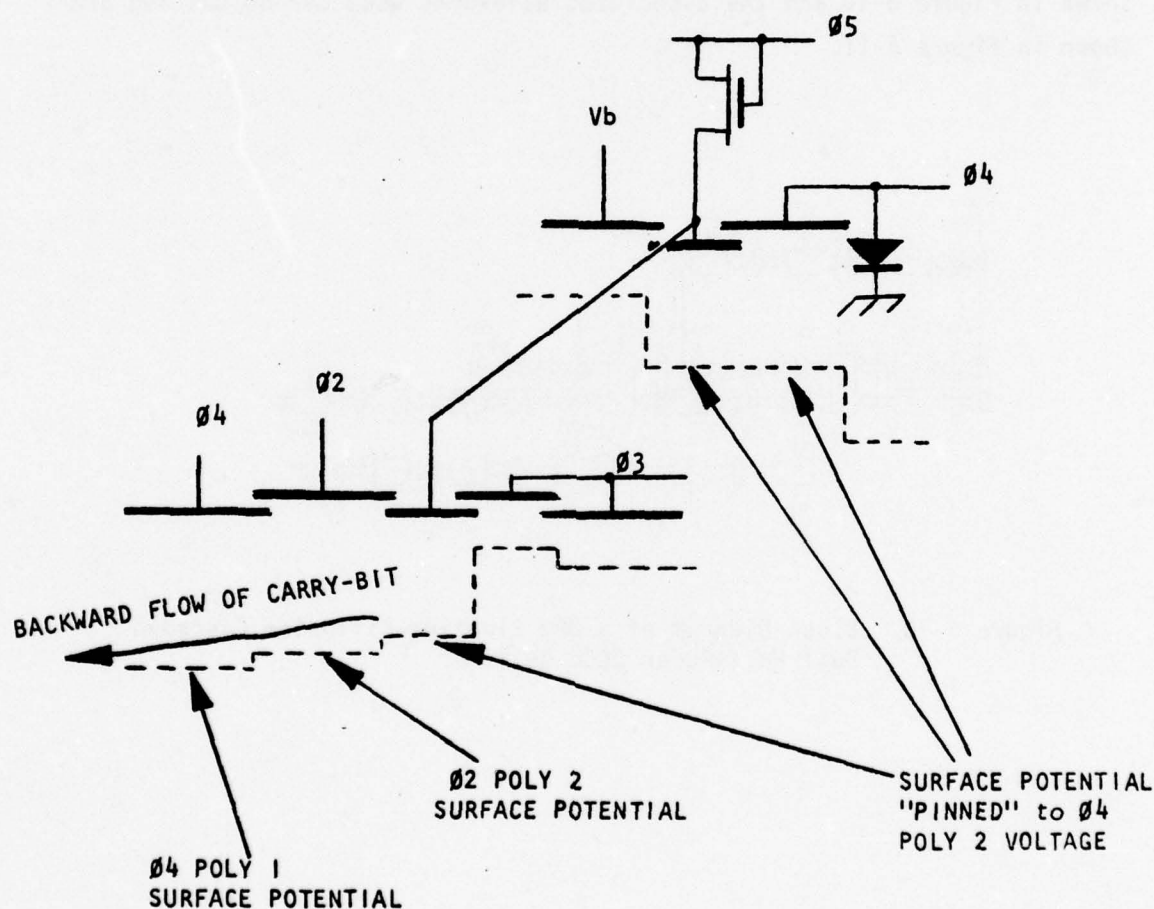 Ø5
Vb
Ø4
Ø2
Ø4
Ø3
BACKWARD FLOW OF CARRY-BIT
Ø2 POLY 2
SURFACE POTENTIAL
SURFACE POTENTIAL
"PINNED" to Ø4
POLY 2 VOLTAGE
Ø4 POLY 1
SURFACE POTENTIAL